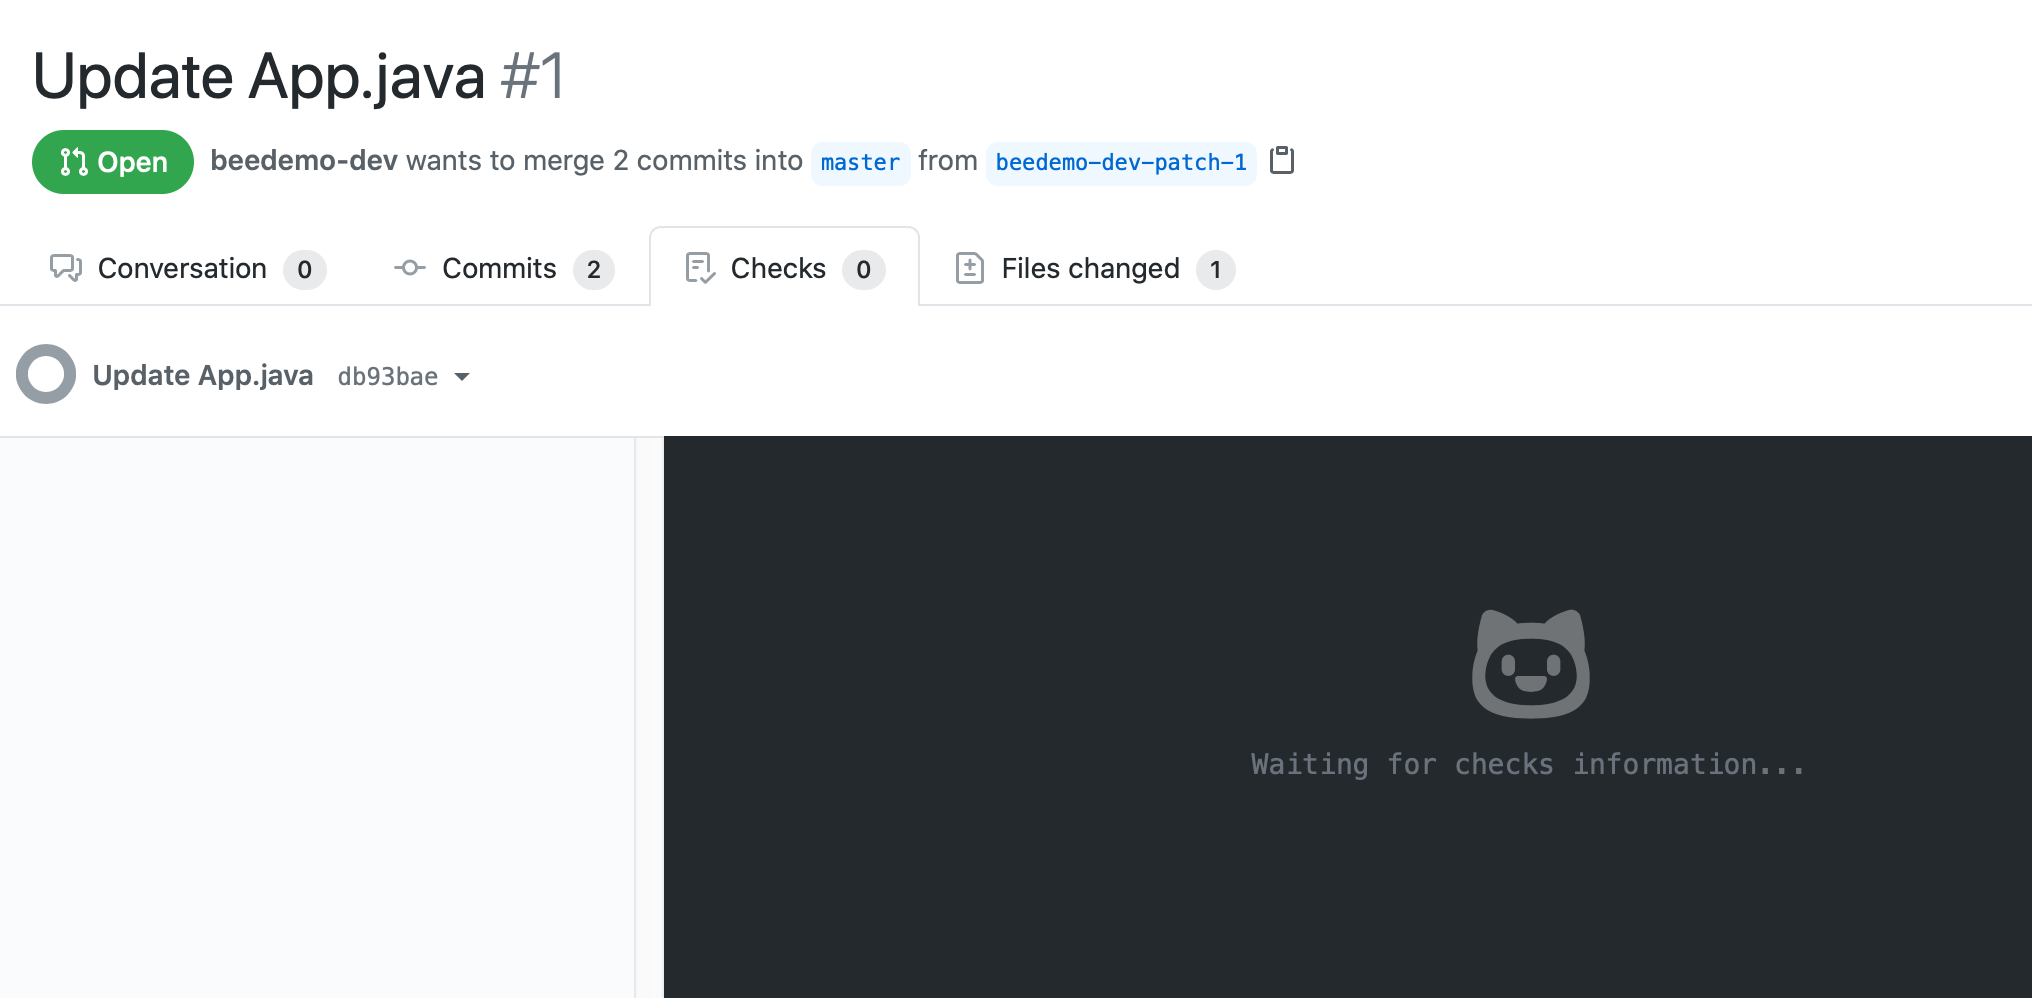 Update App.java #1
Open beedemo-dev wants to merge 2 commits into master from beedemo-dev-patch-1
Conversation 0 Commits 2 Checks 0 Files changed 1
Update App.java db93bae
Waiting for checks information...